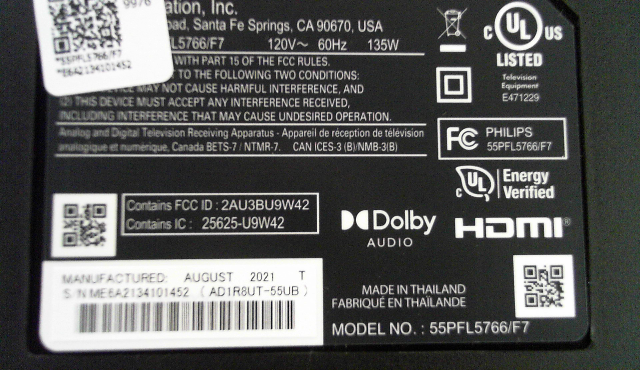 9976
*55PFL5766/F7
*E6A2134101452
ation, Inc.
oad, Santa Fe Springs, CA 90670, USA
FL5766/F7 120V~ 60Hz 135W
WITH PART 15 OF THE FCC RULES.
TO THE FOLLOWING TWO CONDITIONS:
MAY NOT CAUSE HARMFUL INTERFERENCE, AND
(2) THIS DEVICE MUST ACCEPT ANY INTERFERENCE RECEIVED,
INCLUDING INTERFERENCE THAT MAY CAUSE UNDESIRED OPERATION.
Analog and Digital Television Receiving Apparatus - Appareil de réception de télévision
analogique et numérique, Canada BETS-7 / NTMR-7. CAN ICES-3 (B)/NMB-3(B)
C UL US
LISTED
Television
Equipment
E471229
FC PHILIPS
55PFL5766/F7
UL Energy
Verified
Contains FCC ID : 2AU3BU9W42
Contains IC : 25625-U9W42
Dolby
AUDIO
HDMI®
MANUFACTURED: AUGUST 2021 T
S/N ME6A2134101452 (AD1R8UT-55UB)
MADE IN THAILAND
FABRIQUÉ EN THAÏLANDE
MODEL NO. : 55PFL5766/F7